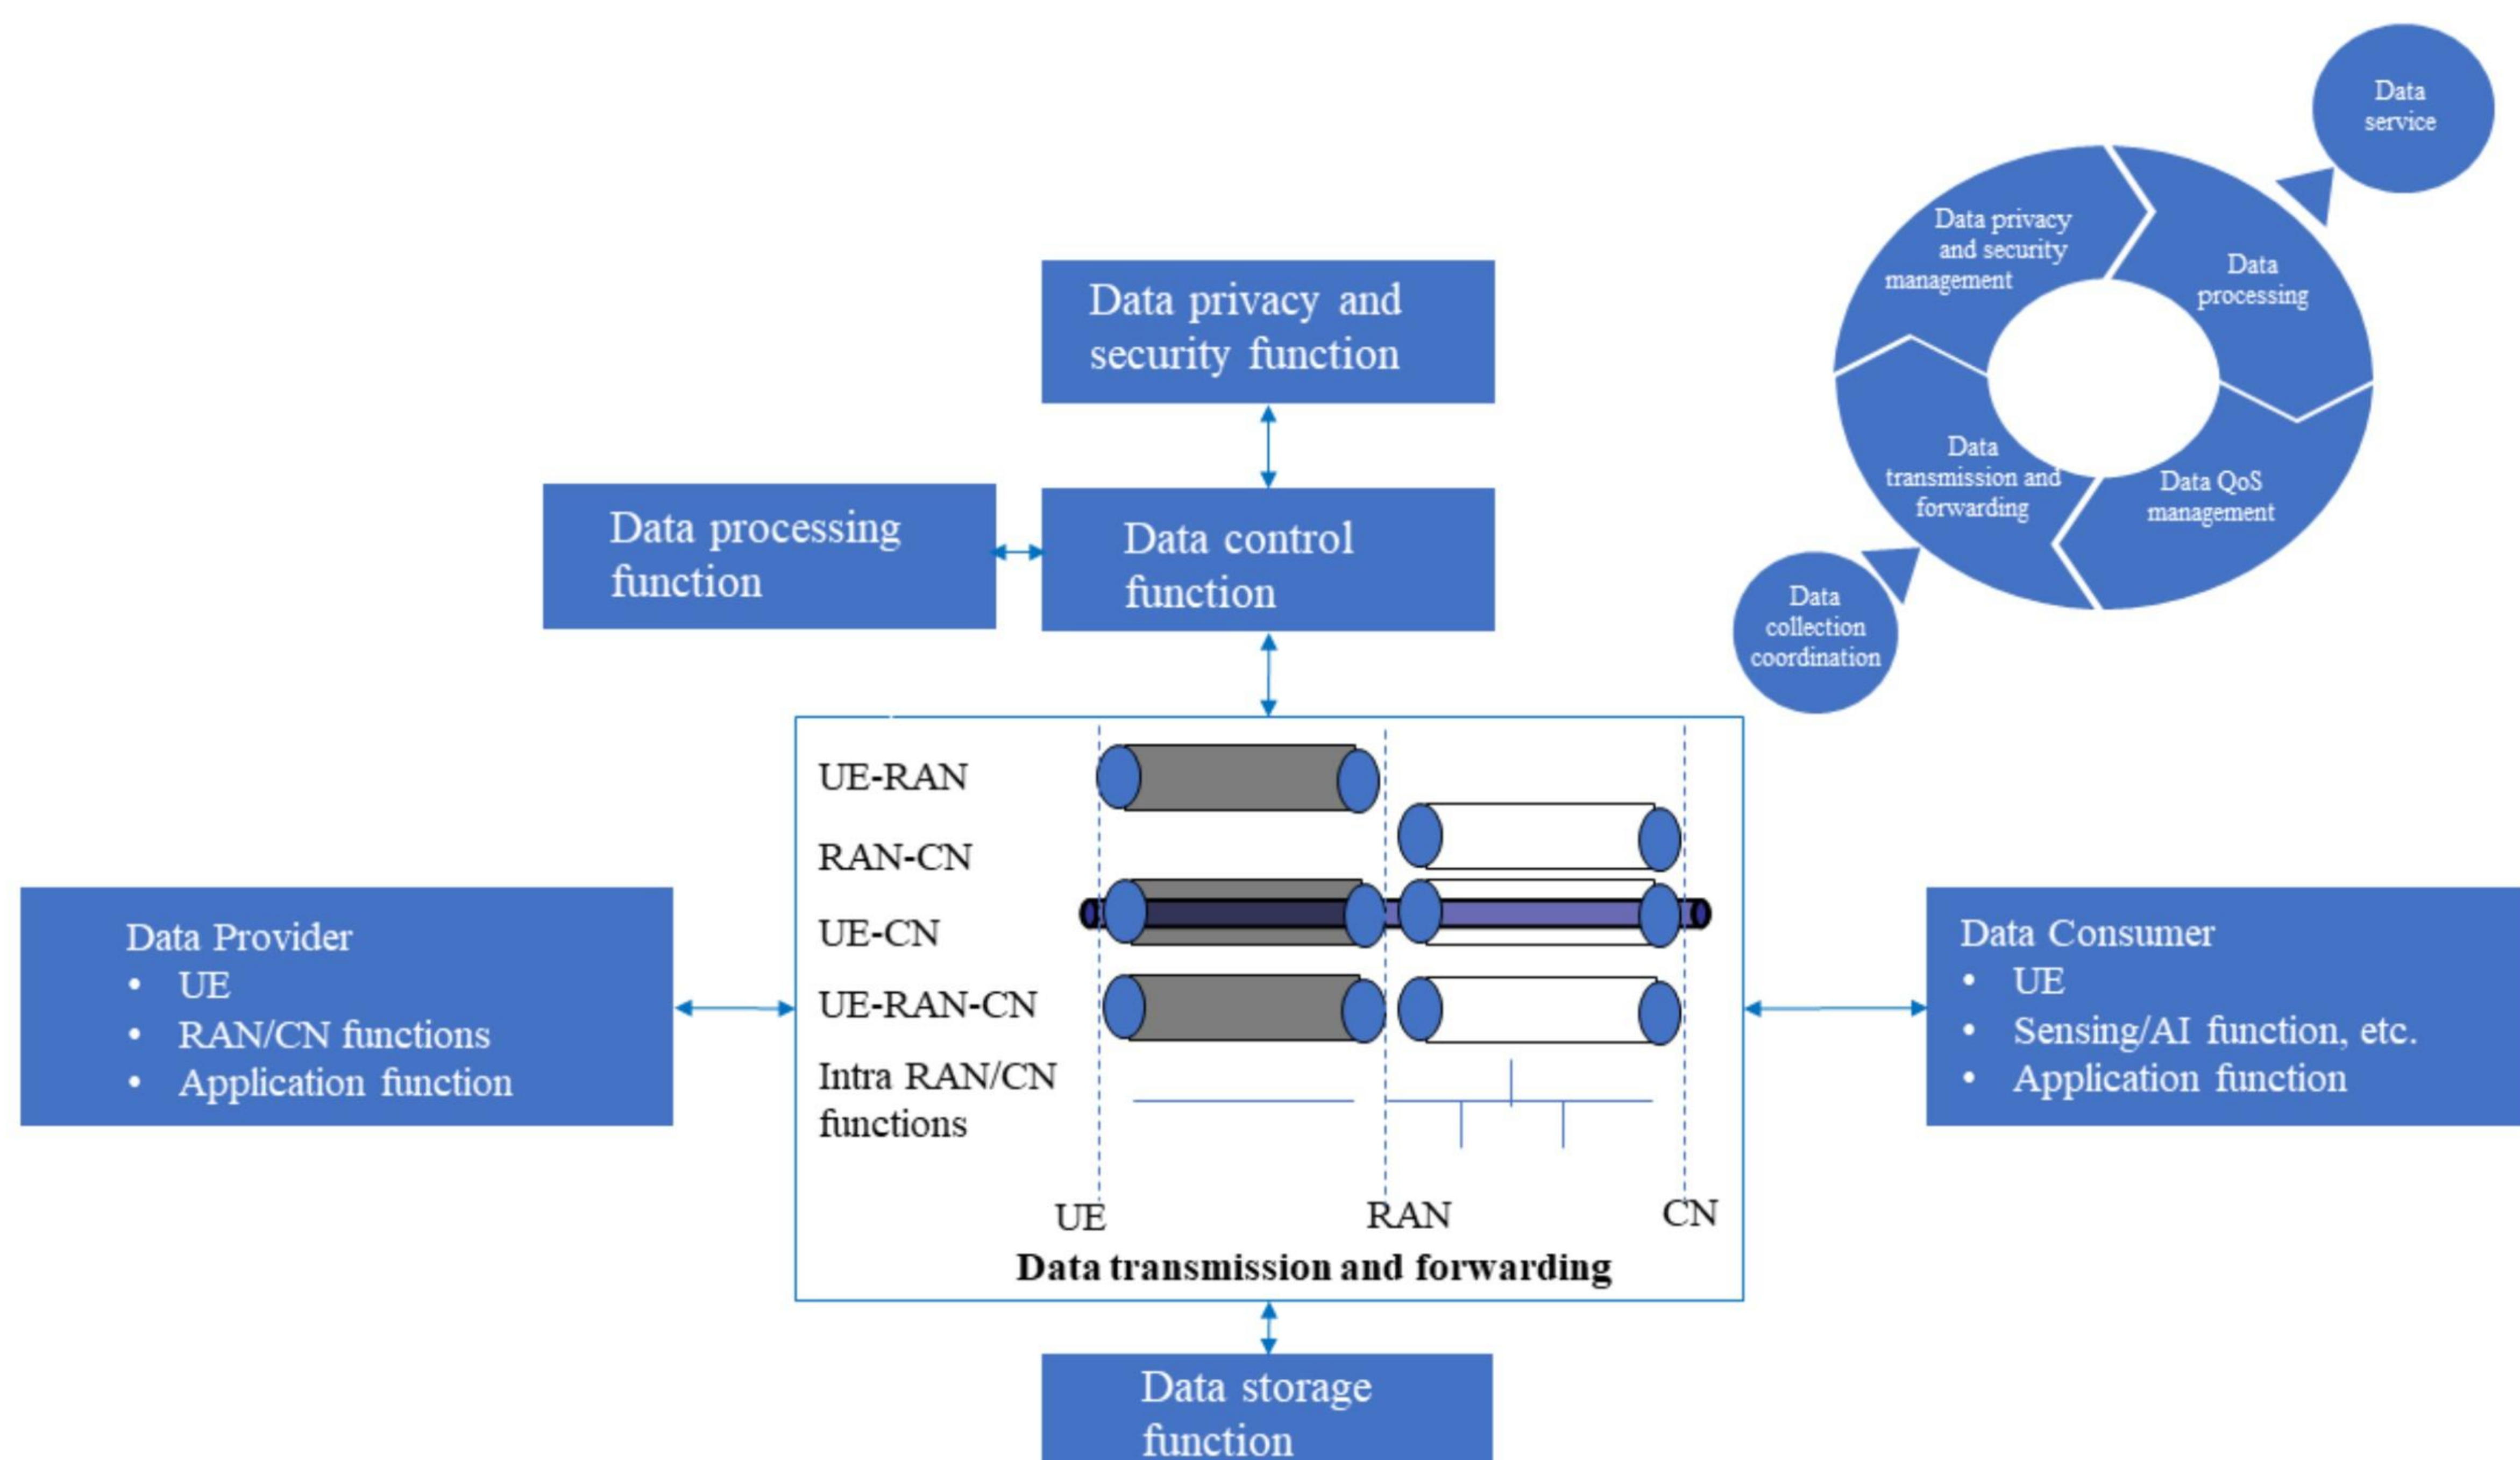 Data
service
Data privacy
and security
management
Data
processing
Data
transmission and
forwarding
Data QoS
management
Data
collection
coordination
Data privacy and
security function
Data processing
function
Data control
function
UE-RAN
RAN-CN
UE-CN
UE-RAN-CN
Intra RAN/CN
functions
UE
RAN
CN
Data transmission and forwarding
Data Provider
• UE
• RAN/CN functions
• Application function
Data Consumer
• UE
• Sensing/AI function, etc.
• Application function
Data storage
function